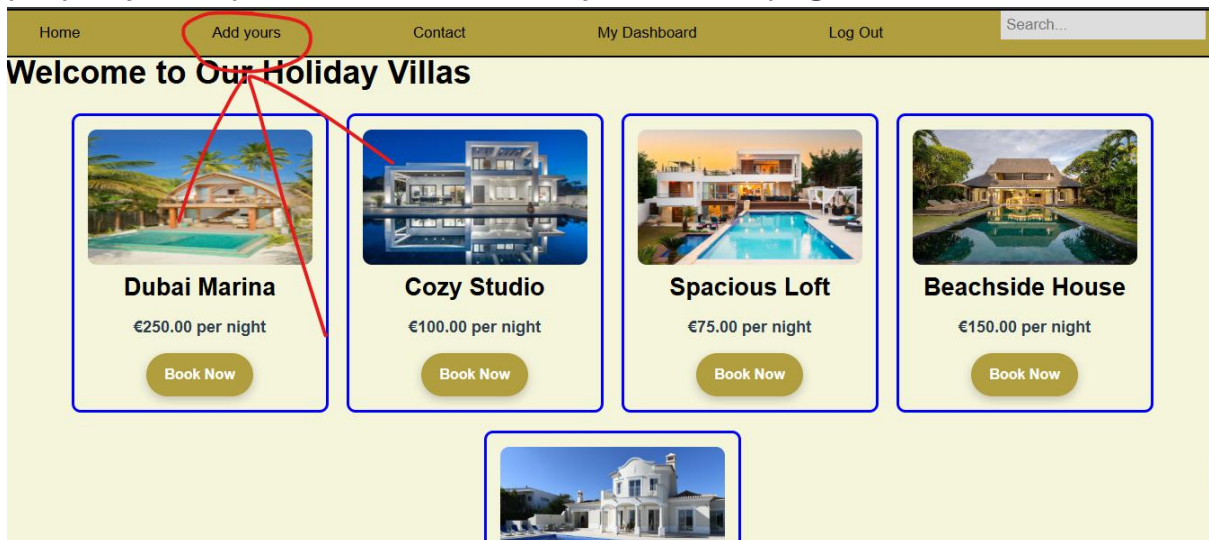 Home Add yours Contact My Dashboard Log Out Search...
Welcome to Our Holiday Villas
Dubai Marina Cozy Studio Spacious Loft Beachside House
€250.00 per night €100.00 per night €75.00 per night €150.00 per night
Book Now Book Now Book Now Book Now